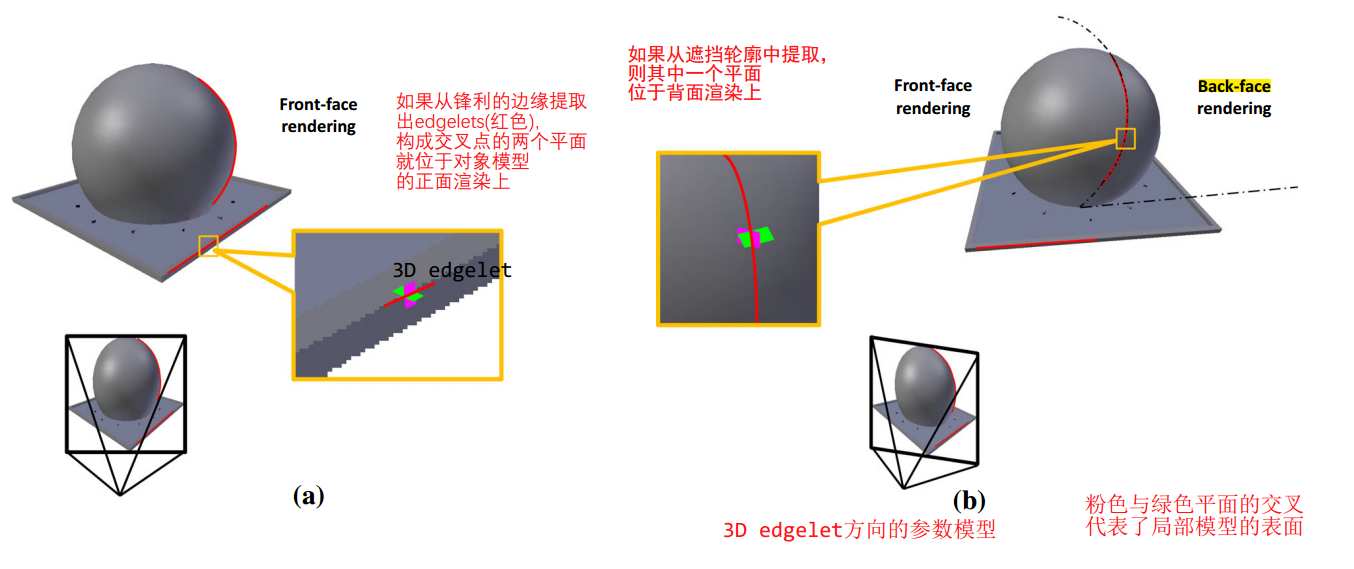 Front-face
rendering
如果从锋利的边缘提取
出edgelets(红色),
构成交叉点的两个平面
就位于对象模型
的正面渲染上
3D edgelet
(a)
如果从遮挡轮廓中提取,
则其中一个平面
位于背面渲染上
Front-face
rendering
Back-face
rendering
(b)
3D edgelet方向的参数模型
粉色与绿色平面的交叉
代表了局部模型的表面